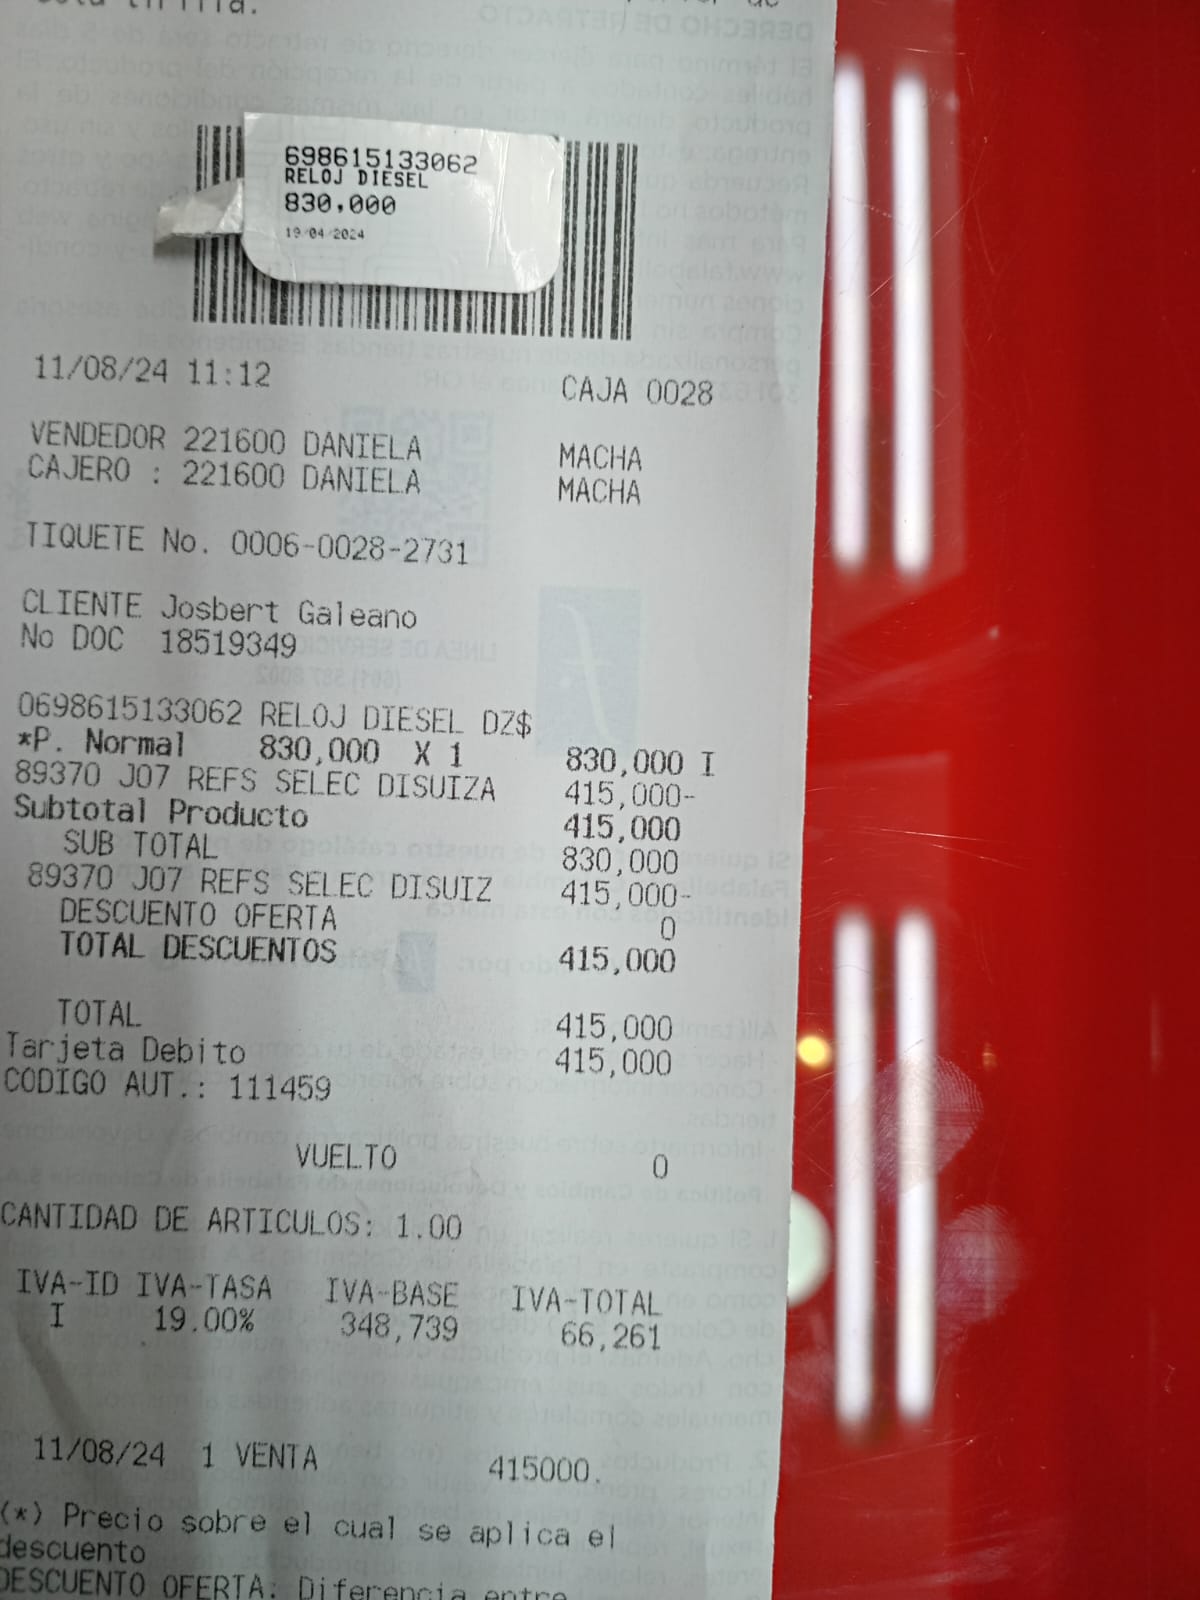 698615133062
RELOJ DIESEL
830,000
19 04 2024
11/08/24 11:12 CAJA 0028
VENDEDOR 221600 DANIELA MACHA
CAJERO : 221600 DANIELA MACHA
TIQUETE No. 0006-0028-2731
CLIENTE Josbert Galeano
No DOC 18519349
0698615133062 RELOJ DIESEL DZ$
*P. Normal 830,000 X 1 830,000 I
89370 J07 REFS SELEC DISUIZA 415,000-
Subtotal Producto 415,000
SUB TOTAL 830,000
89370 J07 REFS SELEC DISUIZ 415,000-
DESCUENTO OFERTA 0
TOTAL DESCUENTOS 415,000
TOTAL 415,000
Tarjeta Debito 415,000
CODIGO AUT.: 111459
VUELTO 0
CANTIDAD DE ARTICULOS: 1.00
IVA-ID IVA-TASA IVA-BASE IVA-TOTAL
I 19.00% 348,739 66,261
11/08/24 1 VENTA 415000.
(*) Precio sobre el cual se aplica el
descuento
DESCUENTO OFERTA: Diferencia entre